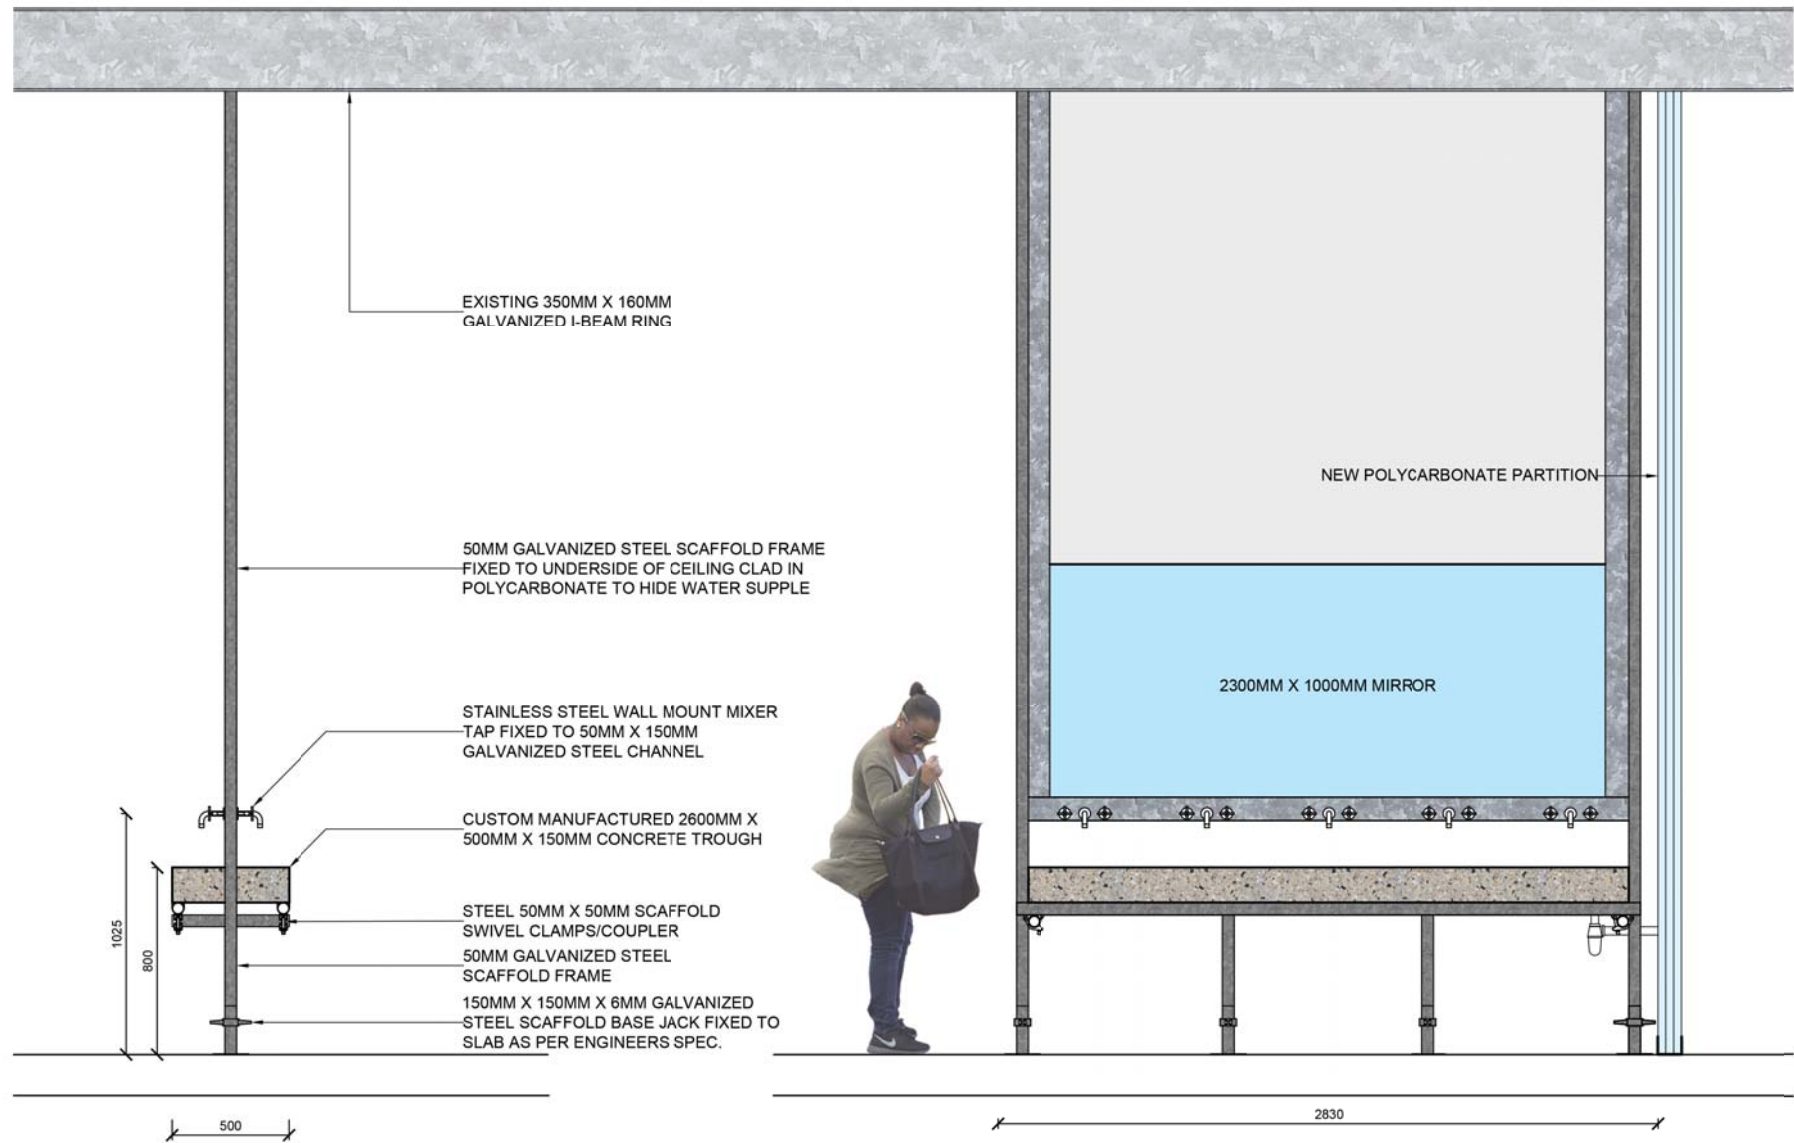 EXISTING 350MM X 160MM
GALVANIZED I-BEAM RING
NEW POLYCARBONATE PARTITION
50MM GALVANIZED STEEL SCAFFOLD FRAME
FIXED TO UNDERSIDE OF CEILING CLAD IN
POLYCARBONATE TO HIDE WATER SUPPLE
2300MM X 1000MM MIRROR
STAINLESS STEEL WALL MOUNT MIXER
TAP FIXED TO 50MM X 150MM
GALVANIZED STEEL CHANNEL
CUSTOM MANUFACTURED 2600MM X
500MM X 150MM CONCRETE TROUGH
STEEL 50MM X 50MM SCAFFOLD
SWIVEL CLAMPS/COUPLER
50MM GALVANIZED STEEL
SCAFFOLD FRAME
150MM X 150MM X 6MM GALVANIZED
STEEL SCAFFOLD BASE JACK FIXED TO
SLAB AS PER ENGINEERS SPEC.
1025
800
500
2830